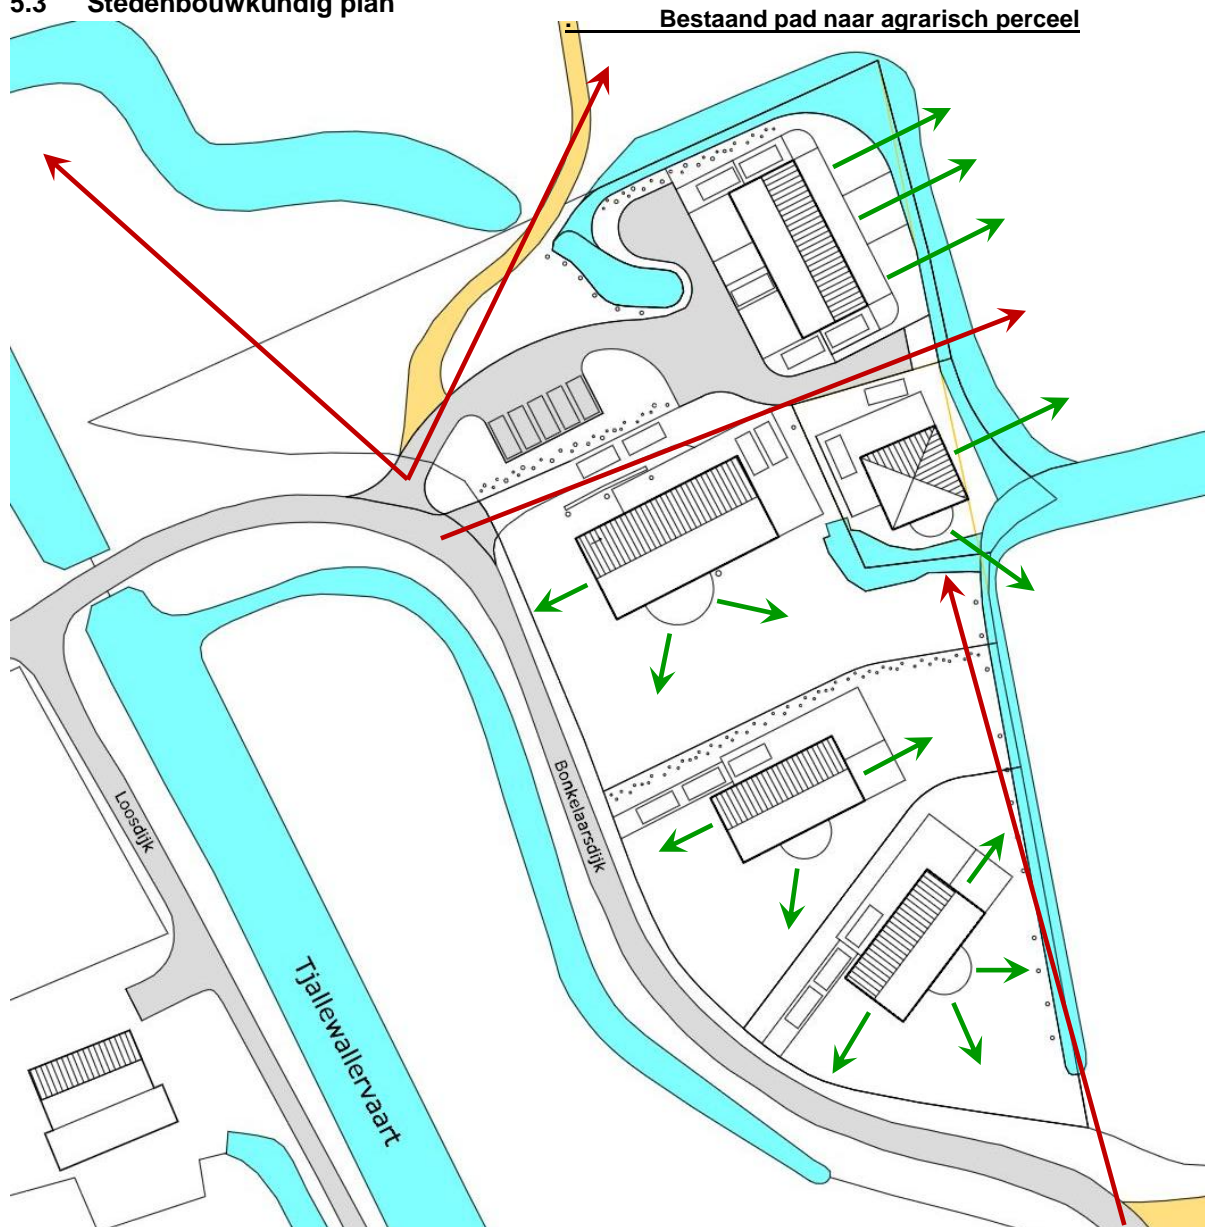 5.3 Stedenbouwkundig plan
. Bestaand pad naar agrarisch perceel
Bonkelaarsdijk
Loosdijk
Tjallewallervaart